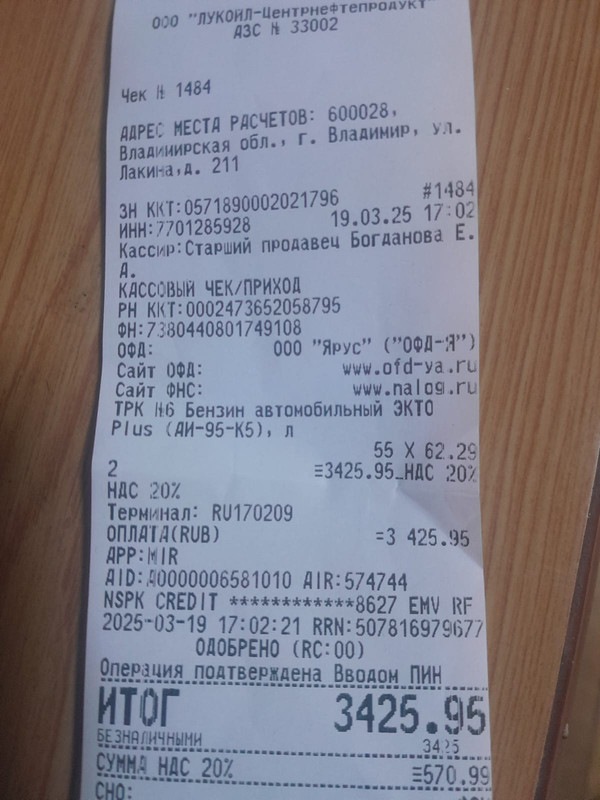 ООО "ЛУКОЙЛ-Центрнефтепродукт"
АЗС № 33002
Чек № 1484
АДРЕС МЕСТА РАСЧЕТОВ: 600028,
Владимирская обл., г. Владимир, ул.
Лакина,д. 211
#1484
ЗН ККТ:0571890002021796
ИНН:7701285928 19.03.25 17:02
Кассир:Старший продавец Богданова Е.
А.
КАССОВЫЙ ЧЕК/ПРИХОД
РН ККТ:0002473652058795
ФН:7380440801749108
ОФД: ООО "Ярус" ("ОФД-Я")
Сайт ОФД: www.ofd-ya.ru
Сайт ФНС: www.nalog.ru
ТРК №6 Бензин автомобильный ЭКТО
Plus (АИ-95-К5), л
55 X 62.29
2 =3425.95_НДС 20%
НДС 20%
Терминал: RU170209
ОПЛАТА(RUB) =3 425.95
APP:MIR
AID:A0000006581010 AIR:574744
NSPK CREDIT ************8627 EMV RF
2025-03-19 17:02:21 RRN:507816979677
ОДОБРЕНО (RC:00)
Операция подтверждена Вводом ПИН
ИТОГ 3425.95
БЕЗНАЛИЧНЫМИ 3425
СУММА НДС 20% =570.99
СНО: